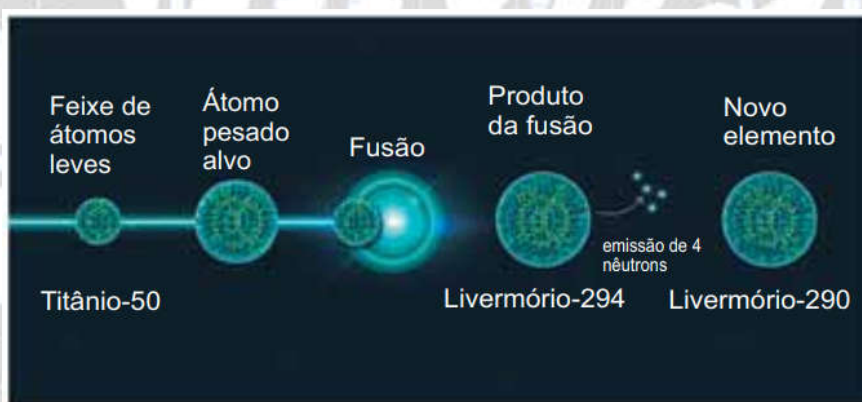 Feixe de
átomos
leves
Átomo
pesado
alvo
Fusão
Produto
da fusão
Novo
elemento
emissão de 4
nêutrons
Titânio-50
Livermório-294
Livermório-290